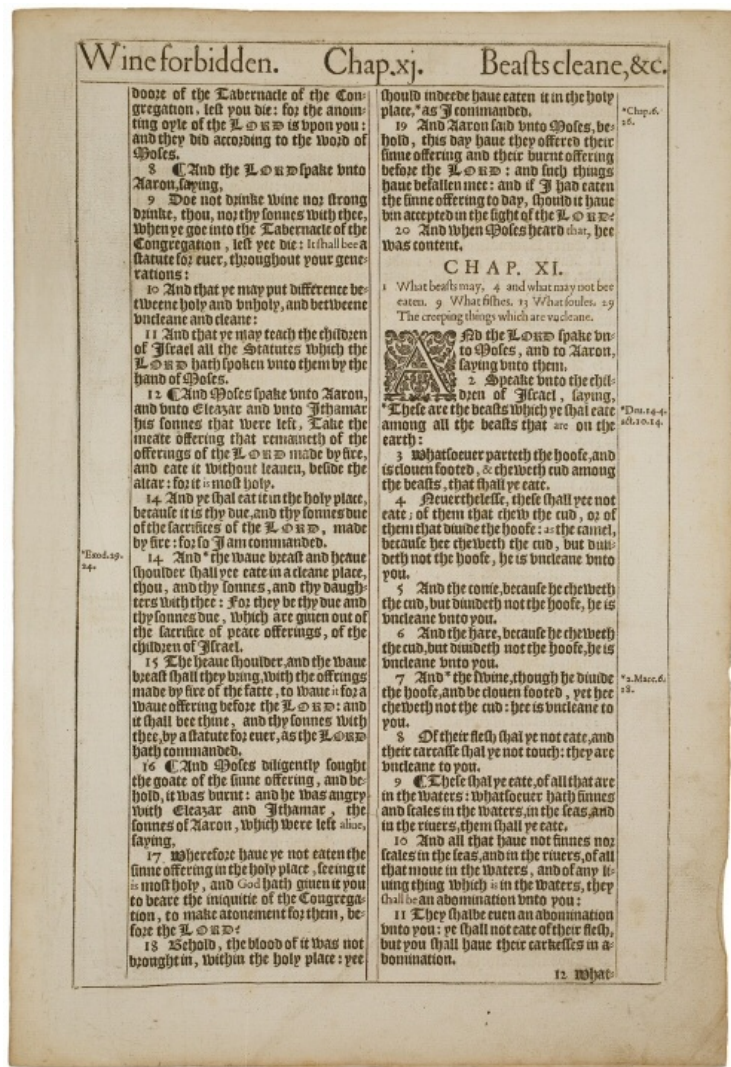 Wine forbidden. Chap.xj. Beasts cleane,&c.
doore of the Tabernacle of the Con-
gregation, lest you die: for the anoin-
ting oyle of the LORD is vpon you:
and they did according to the word of
Moses.
8 ¶And the LORD spake vnto
Aaron,saying,
9 Doe not drinke wine nor strong
drinke, thou, nor thy sonnes with thee,
when ye goe into the Tabernacle of the
Congregation, lest yee die: It shall bee a
statute for euer, throughout your gene-
rations:
10 And that ye may put difference be-
tweene holy and vnholy, and betweene
vncleane and cleane:
11 And that ye may teach the children
of Israel all the Statutes which the
LORD hath spoken vnto them by the
hand of Moses.
12 ¶And Moses spake vnto Aaron,
and vnto Eleazar and vnto Ithamar
his sonnes that were left, Take the
meate offering that remaineth of the
offerings of the LORD made by fire,
and eate it without leauen, beside the
altar: for it is most holy.
14 And ye shal eat it in the holy place,
because it is thy due, and thy sonnes due
of the sacrifices of the LORD, made
by fire: for so I am commanded.
*Exod.29.
24.
14 And * the waue breast and heaue
shoulder shall yee eate in a cleane place,
thou, and thy sonnes, and thy daugh-
ters with thee: For they be thy due and
thy sonnes due, which are giuen out of
the sacrifice of peace offerings, of the
children of Israel.
15 The heaue shoulder, and the waue
breast shall they bring, with the offrings
made by fire of the fatte, to waue it for a
waue offering before the LORD: and
it shall bee thine, and thy sonnes with
thee, by a statute for euer, as the LORD
hath commanded.
16 ¶And Moses diligently sought
the goate of the sinne offering, and be-
hold, it was burnt: and he was angry
with Eleazar and Ithamar, the
sonnes of Aaron, which were left aliue,
saying,
17 Wherefore haue ye not eaten the
sinne offering in the holy place, seeing it
is most holy, and God hath giuen it you
to beare the iniquitie of the Congrega-
tion, to make atonement for them, be-
fore the LORD?
18 Behold, the blood of it was not
brought in, within the holy place: yee
should indeede haue eaten it in the holy
place,*as I commanded.
*Chap.6.
26.
19 And Aaron said vnto Moses, be-
hold, this day haue they offered their
sinne offering and their burnt offering
before the LORD: and such things
haue befallen mee: and if I had eaten
the sinne offering to day, should it haue
bin accepted in the sight of the LORD?
20 And when Moses heard that, hee
was content.
CHAP. XI.
1 What beasts may, 4 and what may not bee
eaten. 9 What fishes. 13 What foules. 29
The creeping things which are vncleane.
And the LORD spake vn-
to Moses, and to Aaron,
saying vnto them.
2 Speake vnto the chil-
dren of Israel, saying,
*These are the beasts which ye shal eate
among all the beasts that are on the
earth:
*Deu.14.4.
act.10.14.
3 Whatsoeuer parteth the hoofe, and
is clouen footed, & cheweth cud among
the beasts, that shall ye eate.
4 Neuerthelesse, these shall yee not
eate; of them that chew the cud, or of
them that diuide the hoofe: as the camel,
because hee cheweth the cud, but diui-
deth not the hoofe, he is vncleane vnto
you.
5 And the conie, because he cheweth
the cud, but diuideth not the hoofe, he is
vncleane vnto you.
6 And the hare, because he cheweth
the cud, but diuideth not the hoofe, he is
vncleane vnto you.
7 And * the swine, though he diuide
the hoofe, and be clouen footed, yet hee
cheweth not the cud: hee is vncleane to
you.
*2.Macc.6.
18.
8 Of their flesh shal ye not eate, and
their carcasse shal ye not touch: they are
vncleane to you.
9 ¶These shal ye eate, of all that are
in the waters: whatsoeuer hath finnes
and scales in the waters, in the seas, and
in the riuers, them shall ye eate.
10 And all that haue not finnes nor
scales in the seas, and in the riuers, of all
that moue in the waters, and of any li-
uing thing which is in the waters, they
shall be an abomination vnto you:
11 They shalbe euen an abomination
vnto you: ye shall not eate of their flesh,
but you shall haue their carkesses in a-
bomination.
12 What-